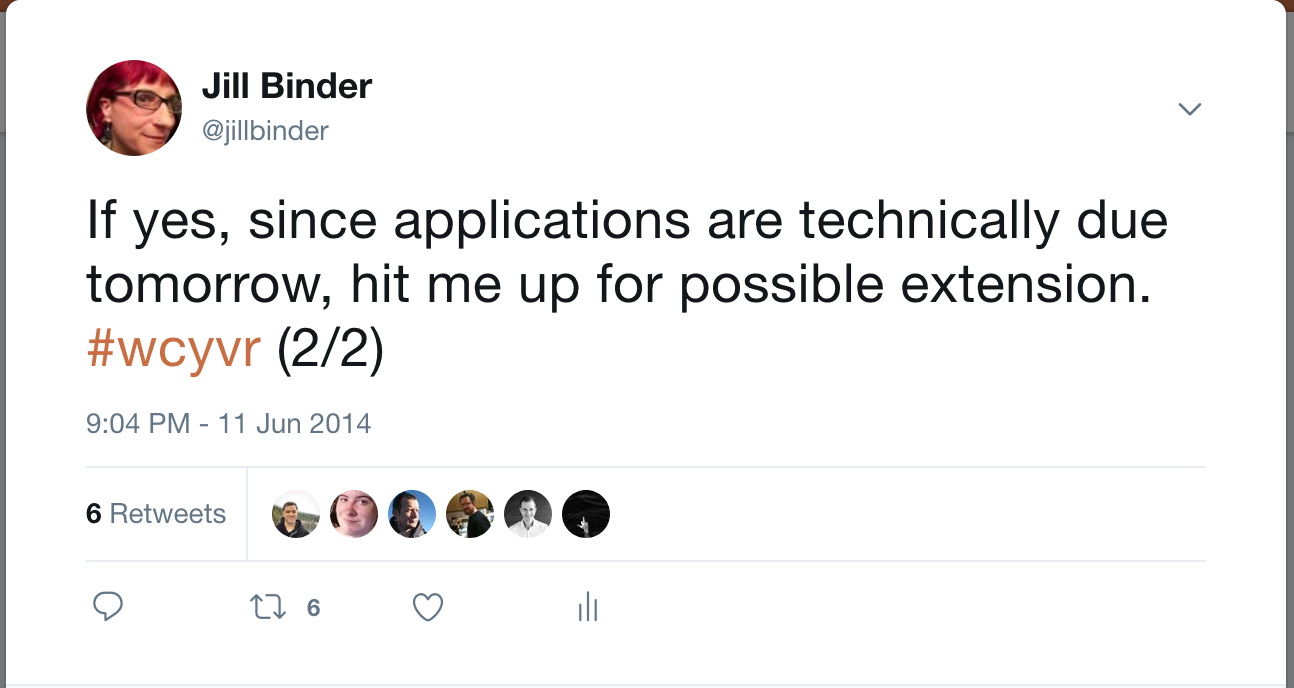 Jill Binder
@jillbinder
If yes, since applications are technically due
tomorrow, hit me up for possible extension.
#wcyvr (2/2)
9:04 PM - 11 Jun 2014
6 Retweets
6